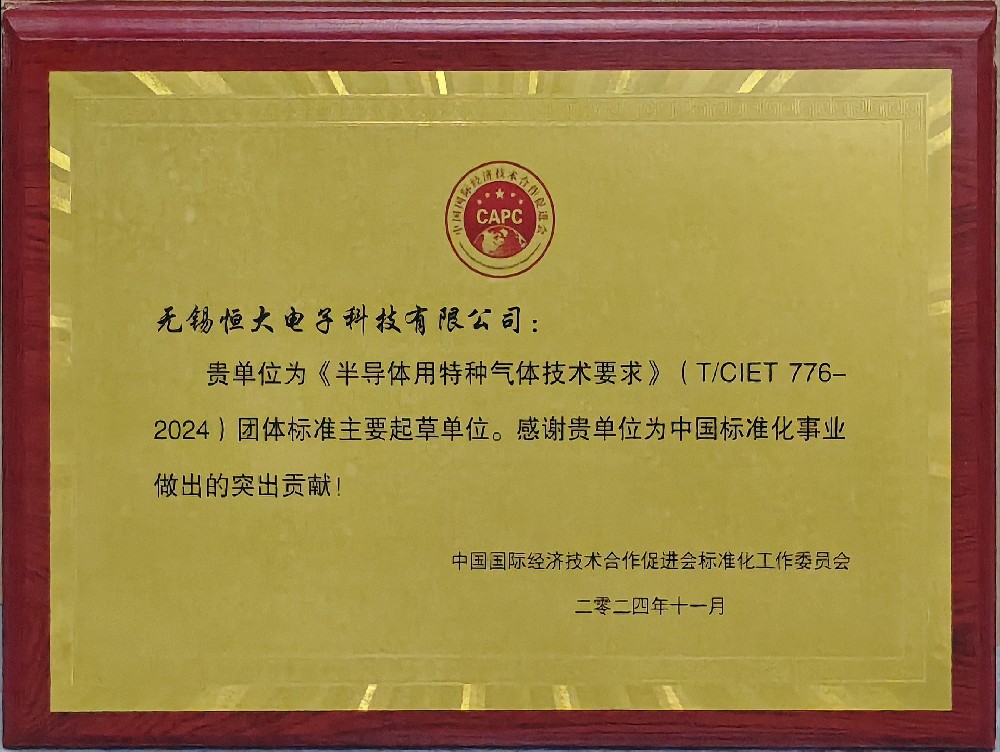 中国国际经济技术合作促进会
CAPC
无锡恒大电子科技有限公司：
贵单位为《半导体用特种气体技术要求》（T/CIET 776-
2024）团体标准主要起草单位。感谢贵单位为中国标准化事业
做出的突出贡献！
中国国际经济技术合作促进会标准化工作委员会
二零二四年十一月